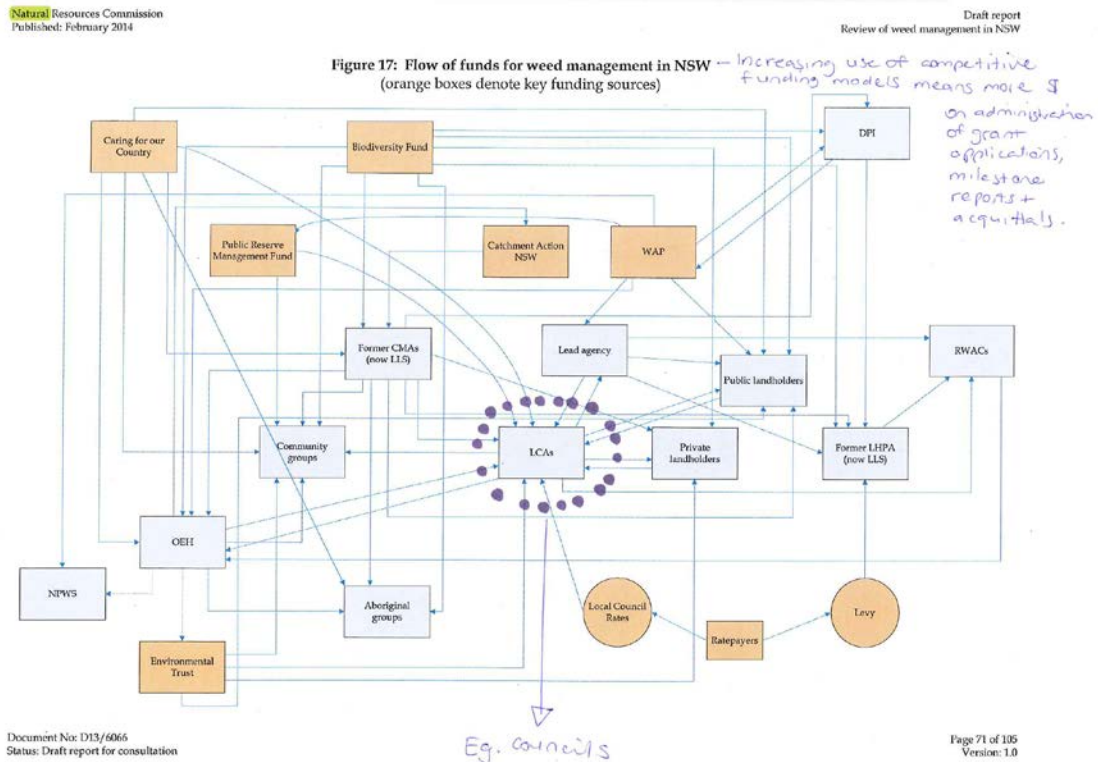 Natural Resources Commission
Published: February 2014
Draft report
Review of weed management in NSW
Figure 17: Flow of funds for weed management in NSW
(orange boxes denote key funding sources)
- Increasing use of competitive
funding models means more $
on administration
of grant
applications,
milestone
reports +
acquittals.
Caring for our
Country
Biodiversity Fund
DPI
Public Reserve
Management Fund
Catchment Action
NSW
WAP
Former CMAs
(now LLS)
Lead agency
Public landholders
RWACs
Community
groups
LCAs
Private
landholders
Former LHPA
(now LLS)
OEH
NPWS
Aboriginal
groups
Local Council
Rates
Ratepayers
Levy
Environmental
Trust
Eg. councils
Document No: D13/6066
Status: Draft report for consultation
Page 71 of 105
Version: 1.0